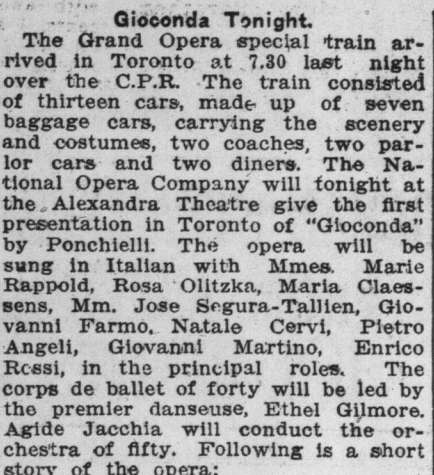 Gioconda Tonight.
The Grand Opera special train ar-
rived in Toronto at 7.30 last night
over the C.P.R. The train consisted
of thirteen cars, made up of seven
baggage cars, carrying the scenery
and costumes, two coaches, two par-
lor cars and two diners. The Na-
tional Opera Company will tonight at
the Alexandra Theatre give the first
presentation in Toronto of "Gioconda"
by Ponchielli. The opera will be
sung in Italian with Mmes. Marie
Rappold, Rosa Olitzka, Maria Claes-
sens, Mm. Jose Segura-Tallien, Gio-
vanni Farmo, Natale Cervi, Pietro
Angeli, Giovanni Martino, Enrico
Rossi, in the principal roles. The
corps de ballet of forty will be led by
the premier danseuse, Ethel Gilmore.
Agide Jacchia will conduct the or-
chestra of fifty. Following is a short
story of the opera: